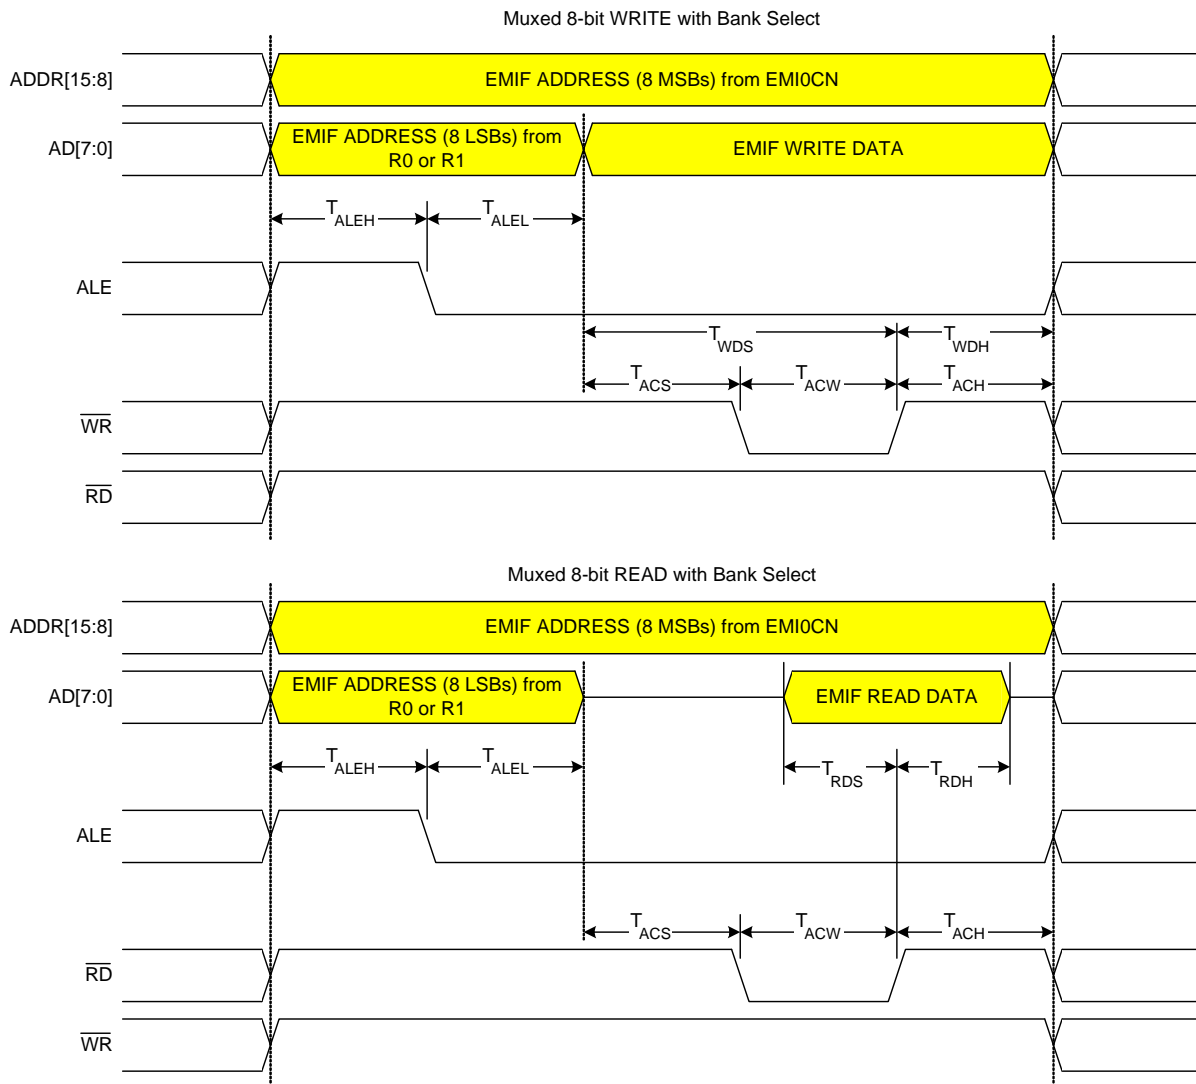 Muxed 8-bit WRITE with Bank Select
ADDR[15:8]
EMIF ADDRESS (8 MSBs) from EMI0CN
AD[7:0]
EMIF ADDRESS (8 LSBs) from
R0 or R1
EMIF WRITE DATA
TALEH
TALEL
ALE
TWDS
TWDH
TACS
TACW
TACH
WR
RD
Muxed 8-bit READ with Bank Select
ADDR[15:8]
EMIF ADDRESS (8 MSBs) from EMI0CN
AD[7:0]
EMIF ADDRESS (8 LSBs) from
R0 or R1
EMIF READ DATA
TALEH
TALEL
TRDS
TRDH
ALE
TACS
TACW
TACH
RD
WR